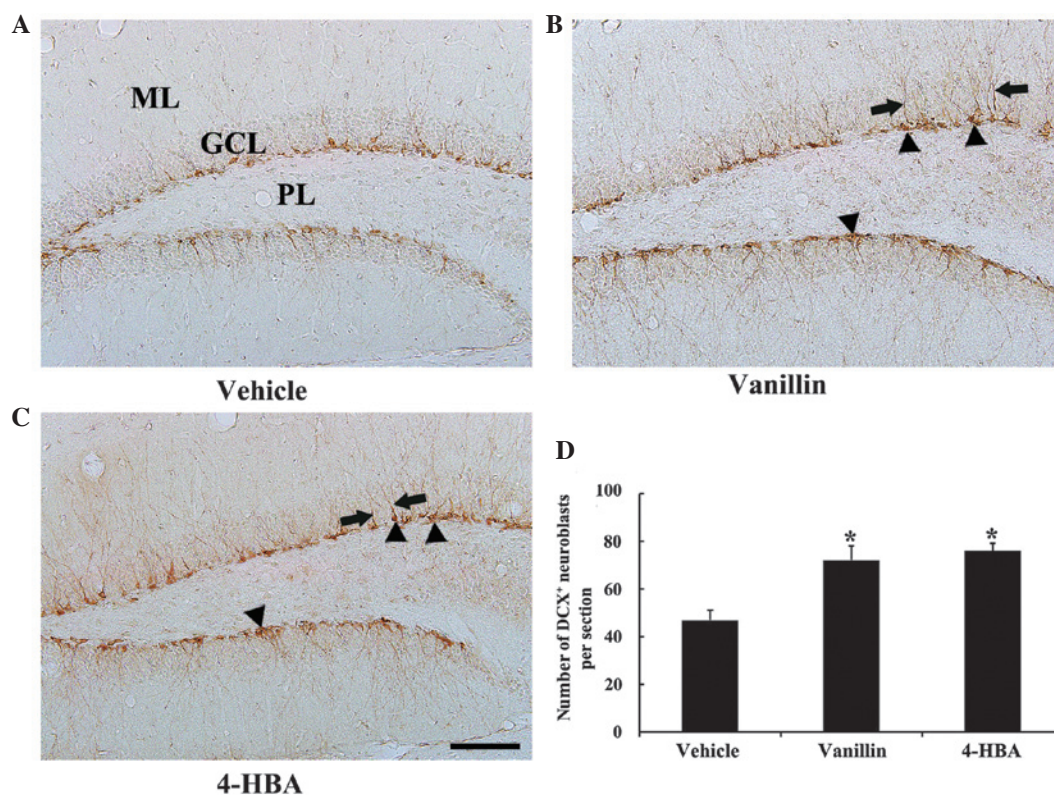 A
ML
GCL
PL
Vehicle
B
Vanillin
C
4-HBA
D
Number of DCX⁺ neuroblasts
per section
100
80
60
40
20
0
*
*
Vehicle
Vanillin
4-HBA